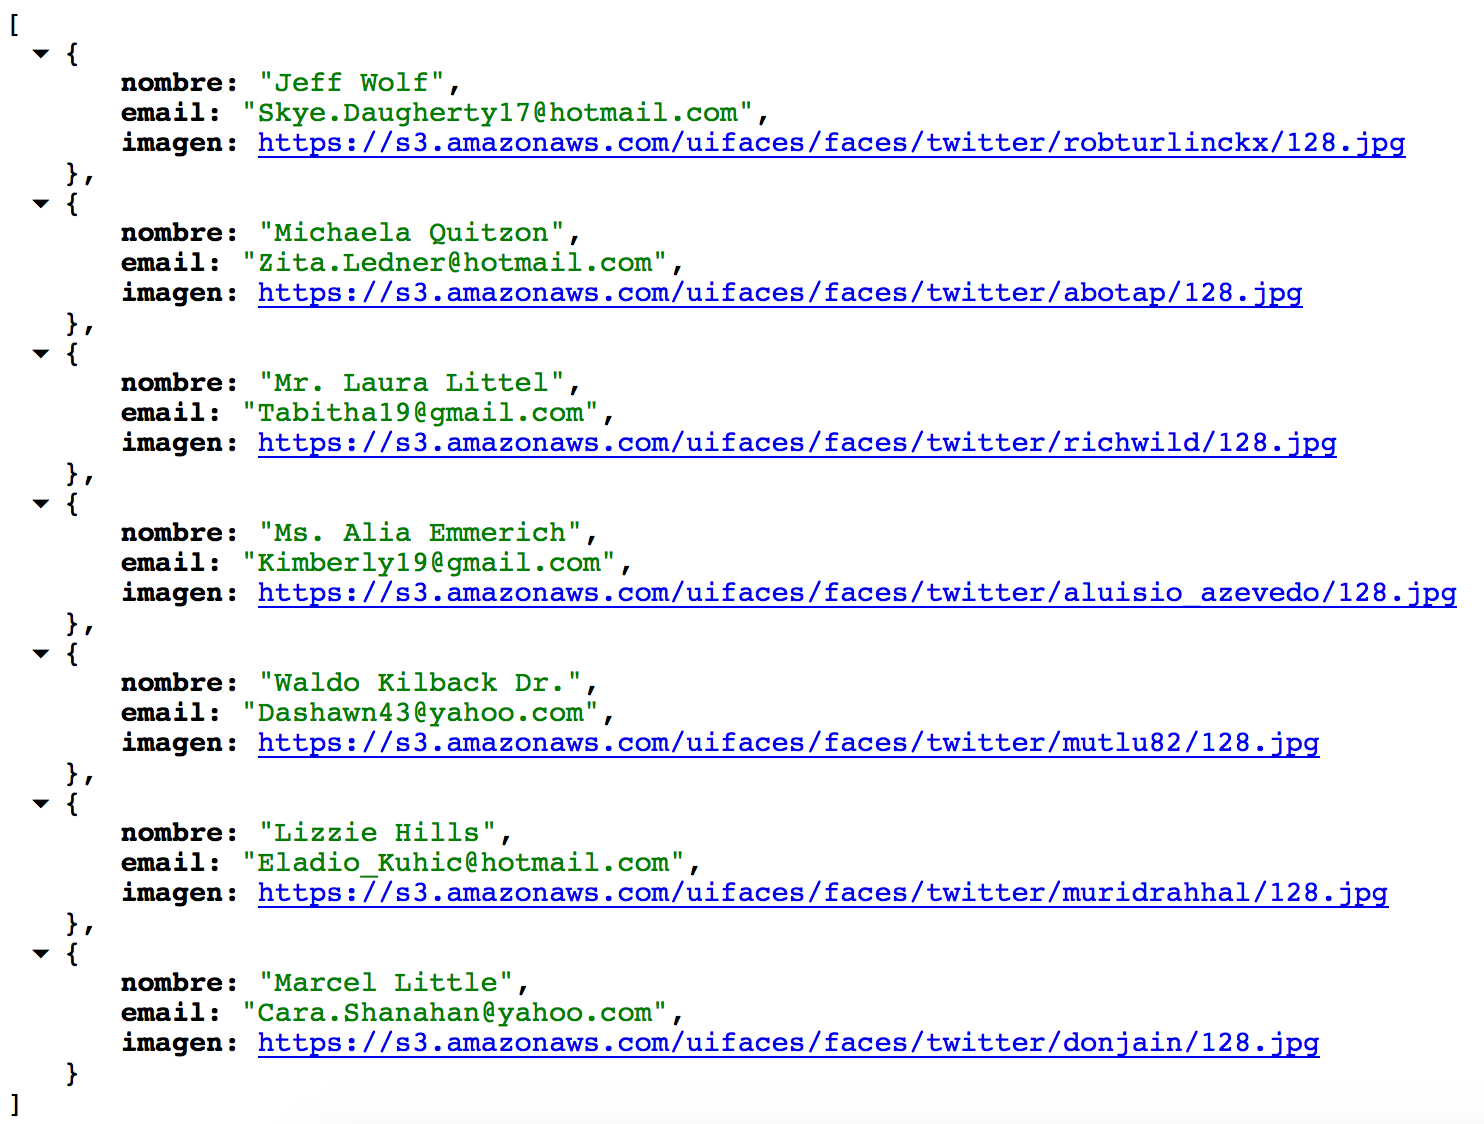 [
{
nombre: "Jeff Wolf",
email: "Skye.Daugherty17@hotmail.com",
imagen: https://s3.amazonaws.com/uifaces/faces/twitter/robturlinckx/128.jpg
},
{
nombre: "Michaela Quitzon",
email: "Zita.Ledner@hotmail.com",
imagen: https://s3.amazonaws.com/uifaces/faces/twitter/abotap/128.jpg
},
{
nombre: "Mr. Laura Littel",
email: "Tabitha19@gmail.com",
imagen: https://s3.amazonaws.com/uifaces/faces/twitter/richwild/128.jpg
},
{
nombre: "Ms. Alia Emmerich",
email: "Kimberly19@gmail.com",
imagen: https://s3.amazonaws.com/uifaces/faces/twitter/aluisio_azevedo/128.jpg
},
{
nombre: "Waldo Kilback Dr.",
email: "Dashawn43@yahoo.com",
imagen: https://s3.amazonaws.com/uifaces/faces/twitter/mutlu82/128.jpg
},
{
nombre: "Lizzie Hills",
email: "Eladio_Kuhic@hotmail.com",
imagen: https://s3.amazonaws.com/uifaces/faces/twitter/muridrahhal/128.jpg
},
{
nombre: "Marcel Little",
email: "Cara.Shanahan@yahoo.com",
imagen: https://s3.amazonaws.com/uifaces/faces/twitter/donjain/128.jpg
}
]